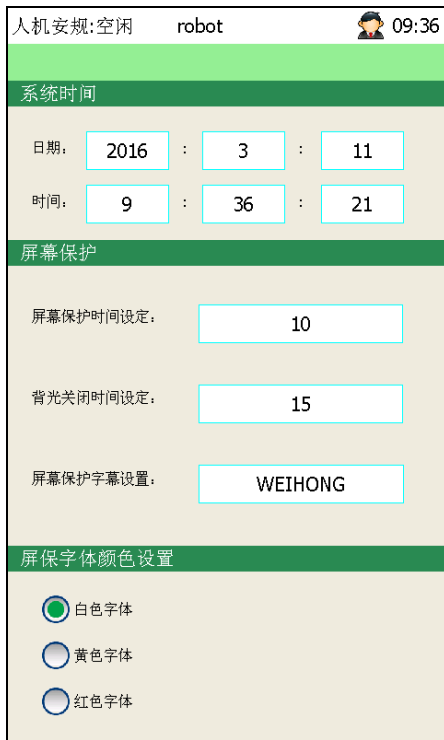 人机安规:空闲 robot 09:36
系统时间
日期: 2016 : 3 : 11
时间: 9 : 36 : 21
屏幕保护
屏幕保护时间设定: 10
背光关闭时间设定: 15
屏幕保护字幕设置: WEIHONG
屏保字体颜色设置
白色字体
黄色字体
红色字体